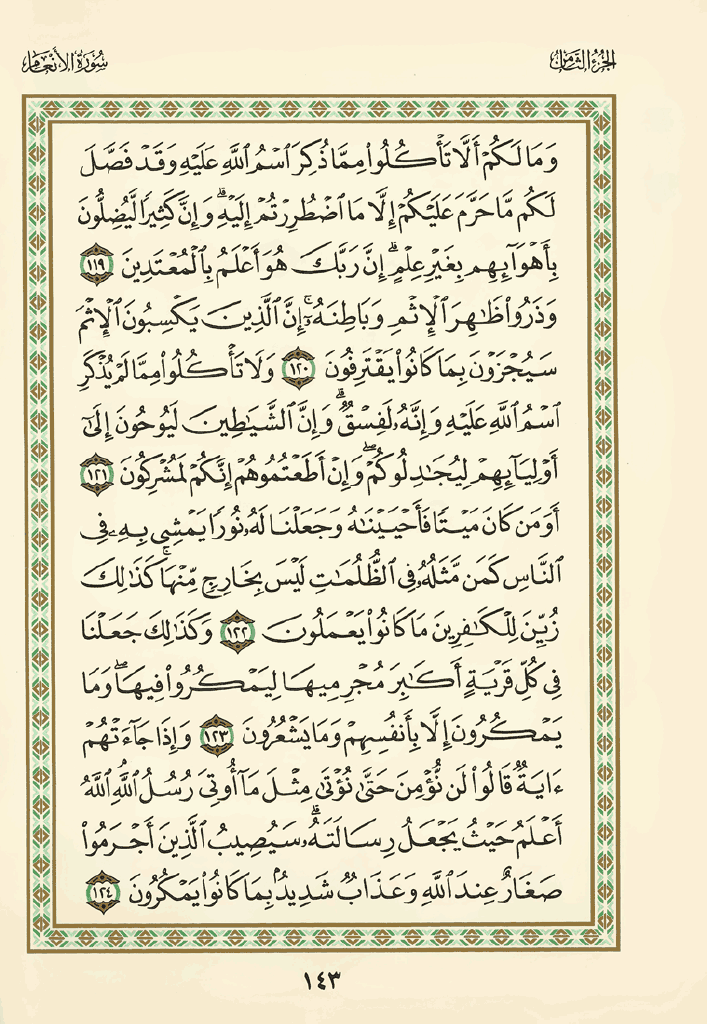 الجزء الثامن
سورة الأنعام
وَمَا لَكُمْ أَلَّا تَأْكُلُوا۟ مِمَّا ذُكِرَ ٱسْمُ ٱللَّهِ عَلَيْهِ وَقَدْ فَصَّلَ
لَكُم مَّا حَرَّمَ عَلَيْكُمْ إِلَّا مَا ٱضْطُرِرْتُمْ إِلَيْهِ ۗ وَإِنَّ كَثِيرًا لَّيُضِلُّونَ
بِأَهْوَآئِهِم بِغَيْرِ عِلْمٍ ۗ إِنَّ رَبَّكَ هُوَ أَعْلَمُ بِٱلْمُعْتَدِينَ ١١٩
وَذَرُوا۟ ظَـٰهِرَ ٱلْإِثْمِ وَبَاطِنَهُۥٓ ۚ إِنَّ ٱلَّذِينَ يَكْسِبُونَ ٱلْإِثْمَ
سَيُجْزَوْنَ بِمَا كَانُوا۟ يَقْتَرِفُونَ ١٢٠ وَلَا تَأْكُلُوا۟ مِمَّا لَمْ يُذْكَرِ
ٱسْمُ ٱللَّهِ عَلَيْهِ وَإِنَّهُۥ لَفِسْقٌ ۗ وَإِنَّ ٱلشَّيَـٰطِينَ لَيُوحُونَ إِلَىٰٓ
أَوْلِيَآئِهِمْ لِيُجَـٰدِلُوكُمْ ۖ وَإِنْ أَطَعْتُمُوهُمْ إِنَّكُمْ لَمُشْرِكُونَ ١٢١
أَوَمَن كَانَ مَيْتًا فَأَحْيَيْنَـٰهُ وَجَعَلْنَا لَهُۥ نُورًا يَمْشِى بِهِۦ فِى
ٱلنَّاسِ كَمَن مَّثَلُهُۥ فِى ٱلظُّلُمَـٰتِ لَيْسَ بِخَارِجٍ مِّنْهَا ۚ كَذَٰلِكَ
زُيِّنَ لِلْكَـٰفِرِينَ مَا كَانُوا۟ يَعْمَلُونَ ١٢٢ وَكَذَٰلِكَ جَعَلْنَا
فِى كُلِّ قَرْيَةٍ أَكَـٰبِرَ مُجْرِمِيهَا لِيَمْكُرُوا۟ فِيهَا ۖ وَمَا
يَمْكُرُونَ إِلَّا بِأَنفُسِهِمْ وَمَا يَشْعُرُونَ ١٢٣ وَإِذَا جَآءَتْهُمْ
ءَايَةٌ قَالُوا۟ لَن نُّؤْمِنَ حَتَّىٰ نُؤْتَىٰ مِثْلَ مَآ أُوتِىَ رُسُلُ ٱللَّهِ ۘ ٱللَّهُ
أَعْلَمُ حَيْثُ يَجْعَلُ رِسَالَتَهُۥ ۗ سَيُصِيبُ ٱلَّذِينَ أَجْرَمُوا۟
صَغَارٌ عِندَ ٱللَّهِ وَعَذَابٌ شَدِيدٌۢ بِمَا كَانُوا۟ يَمْكُرُونَ ١٢٤
١٤٣